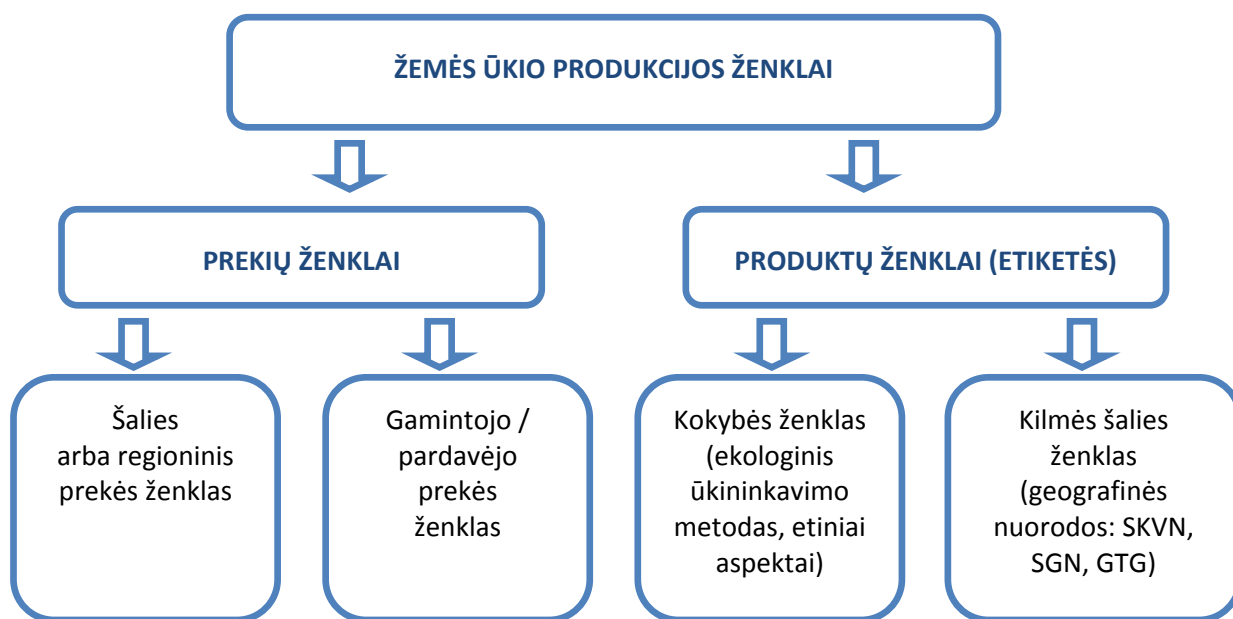 ŽEMĖS ŪKIO PRODUKCIJOS ŽENKLAI
PREKIŲ ŽENKLAI
PRODUKTŲ ŽENKLAI (ETIKETĖS)
Šalies
arba regioninis
prekės ženklas
Gamintojo /
pardavėjo
prekės
ženklas
Kokybės ženklas
(ekologinis
ūkininkavimo
metodas, etiniai
aspektai)
Kilmės šalies
ženklas
(geografinės
nuorodos: SKVN,
SGN, GTG)